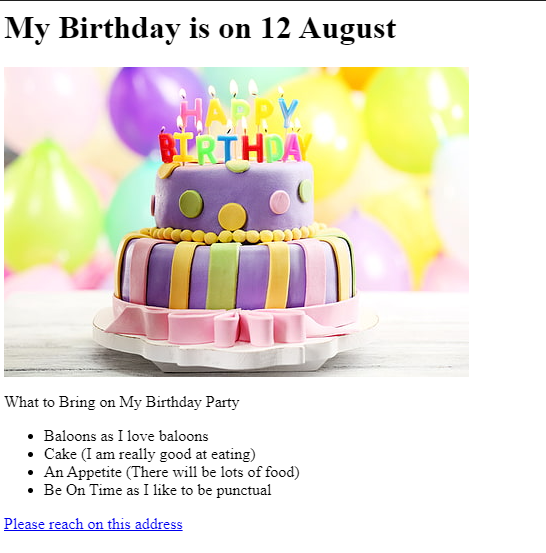 My Birthday is on 12 August
HAPPY
BIRTHDAY
What to Bring on My Birthday Party
Baloons as I love baloons
Cake (I am really good at eating)
An Appetite (There will be lots of food)
Be On Time as I like to be punctual
Please reach on this address